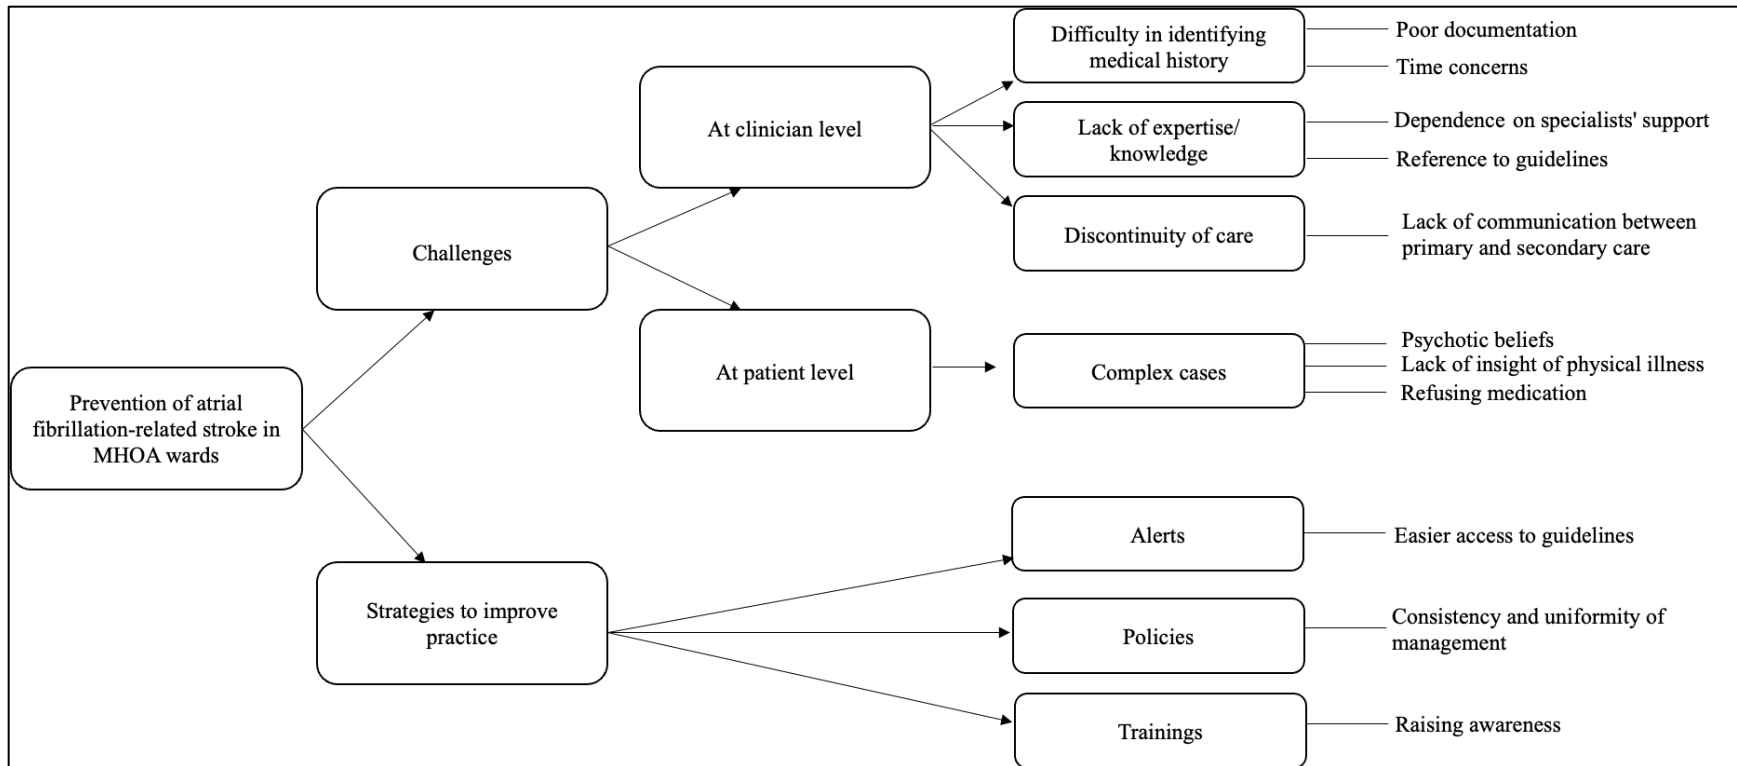 Prevention of atrial
fibrillation-related stroke in
MHOA wards
Challenges
At clinician level
Difficulty in identifying
medical history
Poor documentation
Time concerns
Lack of expertise/
knowledge
Dependence on specialists' support
Reference to guidelines
Discontinuity of care
Lack of communication between
primary and secondary care
At patient level
Complex cases
Psychotic beliefs
Lack of insight of physical illness
Refusing medication
Strategies to improve
practice
Alerts
Easier access to guidelines
Policies
Consistency and uniformity of
management
Trainings
Raising awareness